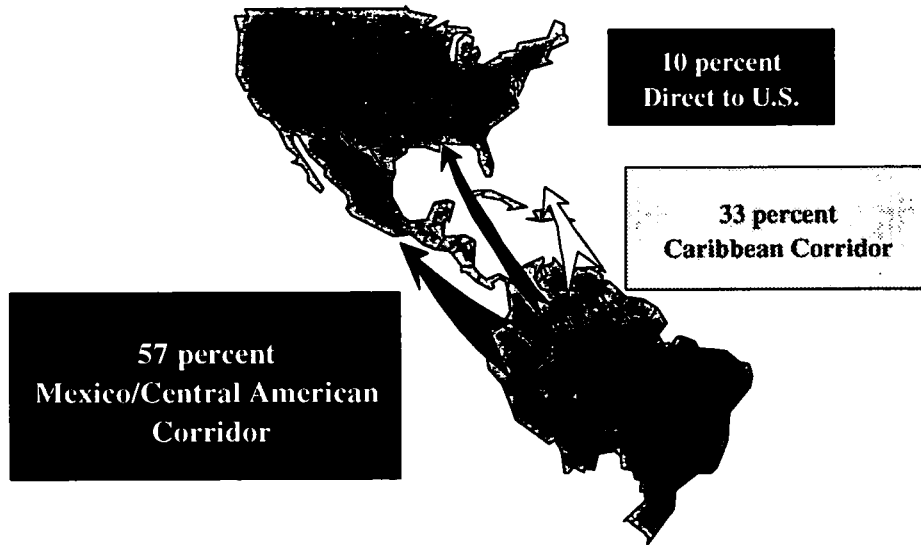 10 percent
Direct to U.S.
33 percent
Caribbean Corridor
57 percent
Mexico/Central American
Corridor